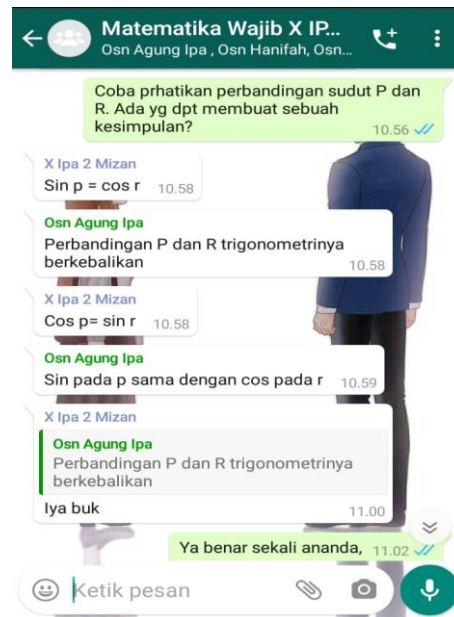 Matematika Wajib X IP...
Osn Agung Ipa , Osn Hanifah, Osn...
Coba prhatikan perbandingan sudut P dan
R. Ada yg dpt membuat sebuah
kesimpulan?
10.56
X Ipa 2 Mizan
Sin p = cos r 10.58
Osn Agung Ipa
Perbandingan P dan R trigonometrinya
berkebalikan
10.58
X Ipa 2 Mizan
Cos p= sin r 10.58
Osn Agung Ipa
Sin pada p sama dengan cos pada r 10.59
X Ipa 2 Mizan
Osn Agung Ipa
Perbandingan P dan R trigonometrinya
berkebalikan
Iya buk 11.00
Ya benar sekali ananda, 11.02
Ketik pesan